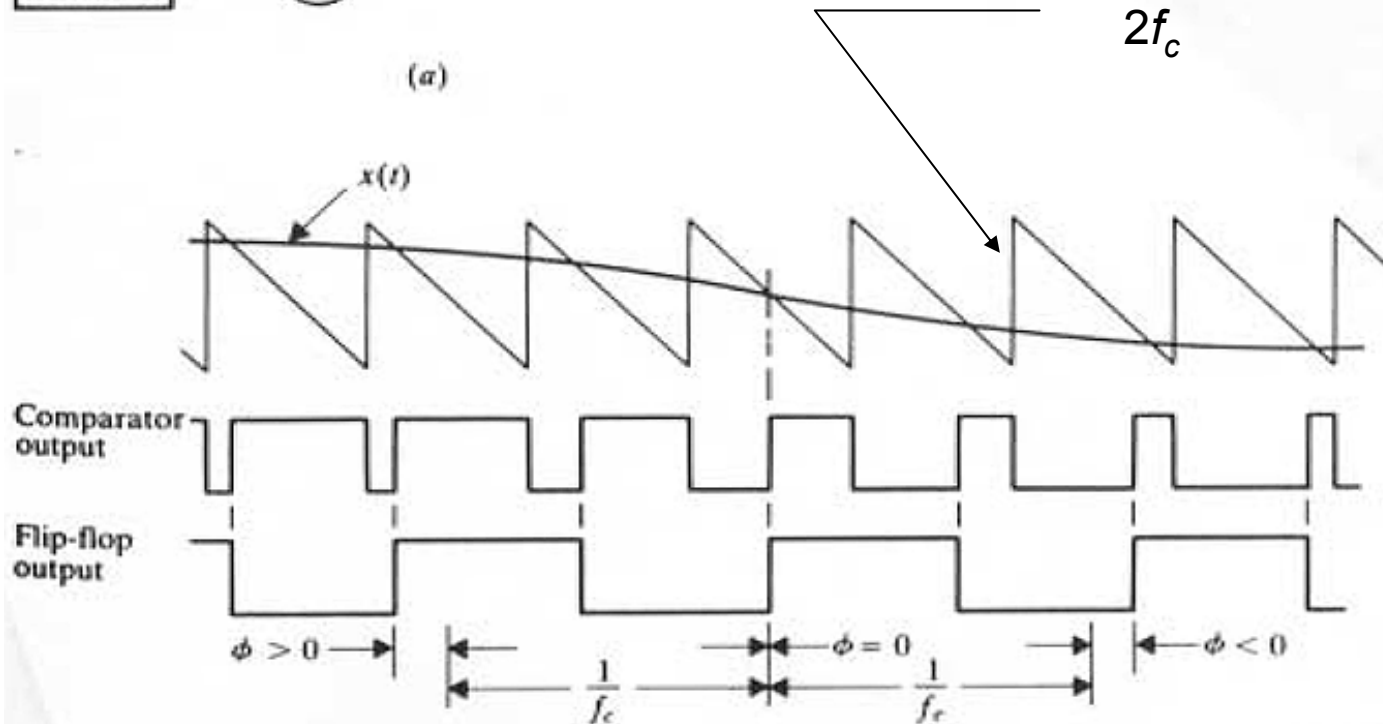 2f_c
(a)
x(t)
Comparator
output
Flip-flop
output
ϕ > 0
ϕ = 0
ϕ < 0
1
f_c
1
f_c